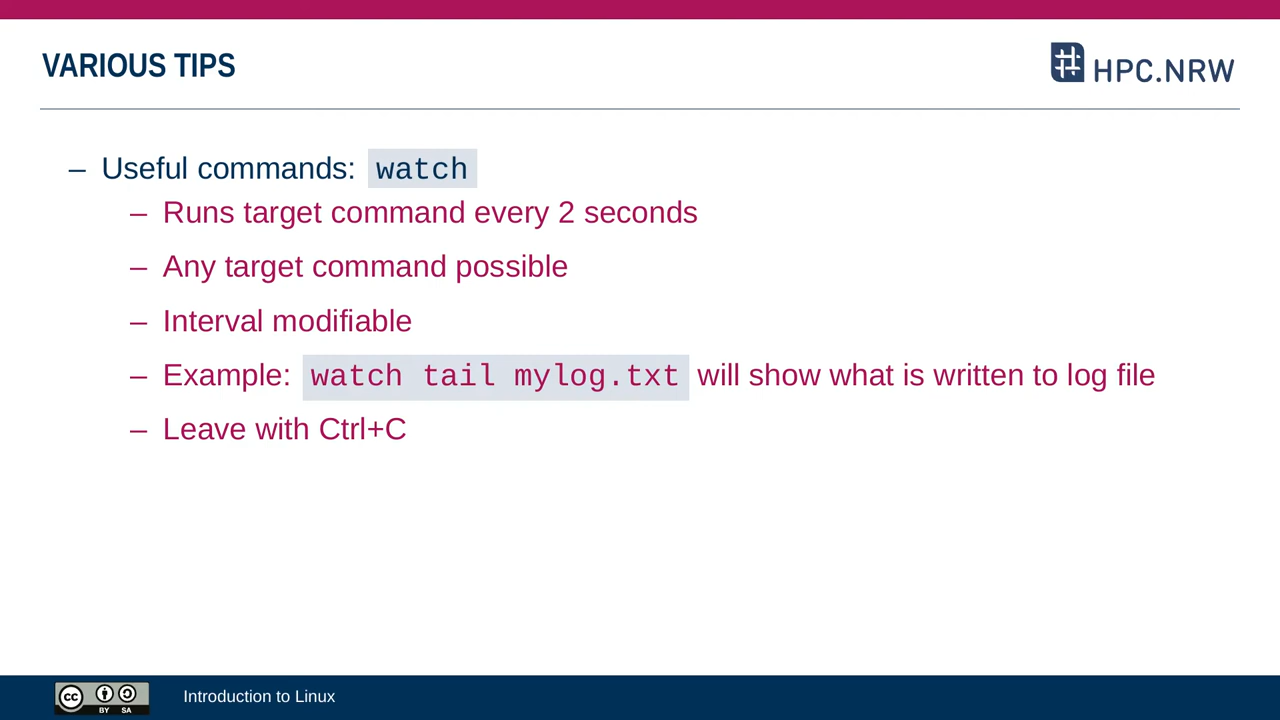 VARIOUS TIPS
HPC.NRW
– Useful commands: watch
– Runs target command every 2 seconds
– Any target command possible
– Interval modifiable
– Example: watch tail mylog.txt will show what is written to log file
– Leave with Ctrl+C
cc BY SA
Introduction to Linux